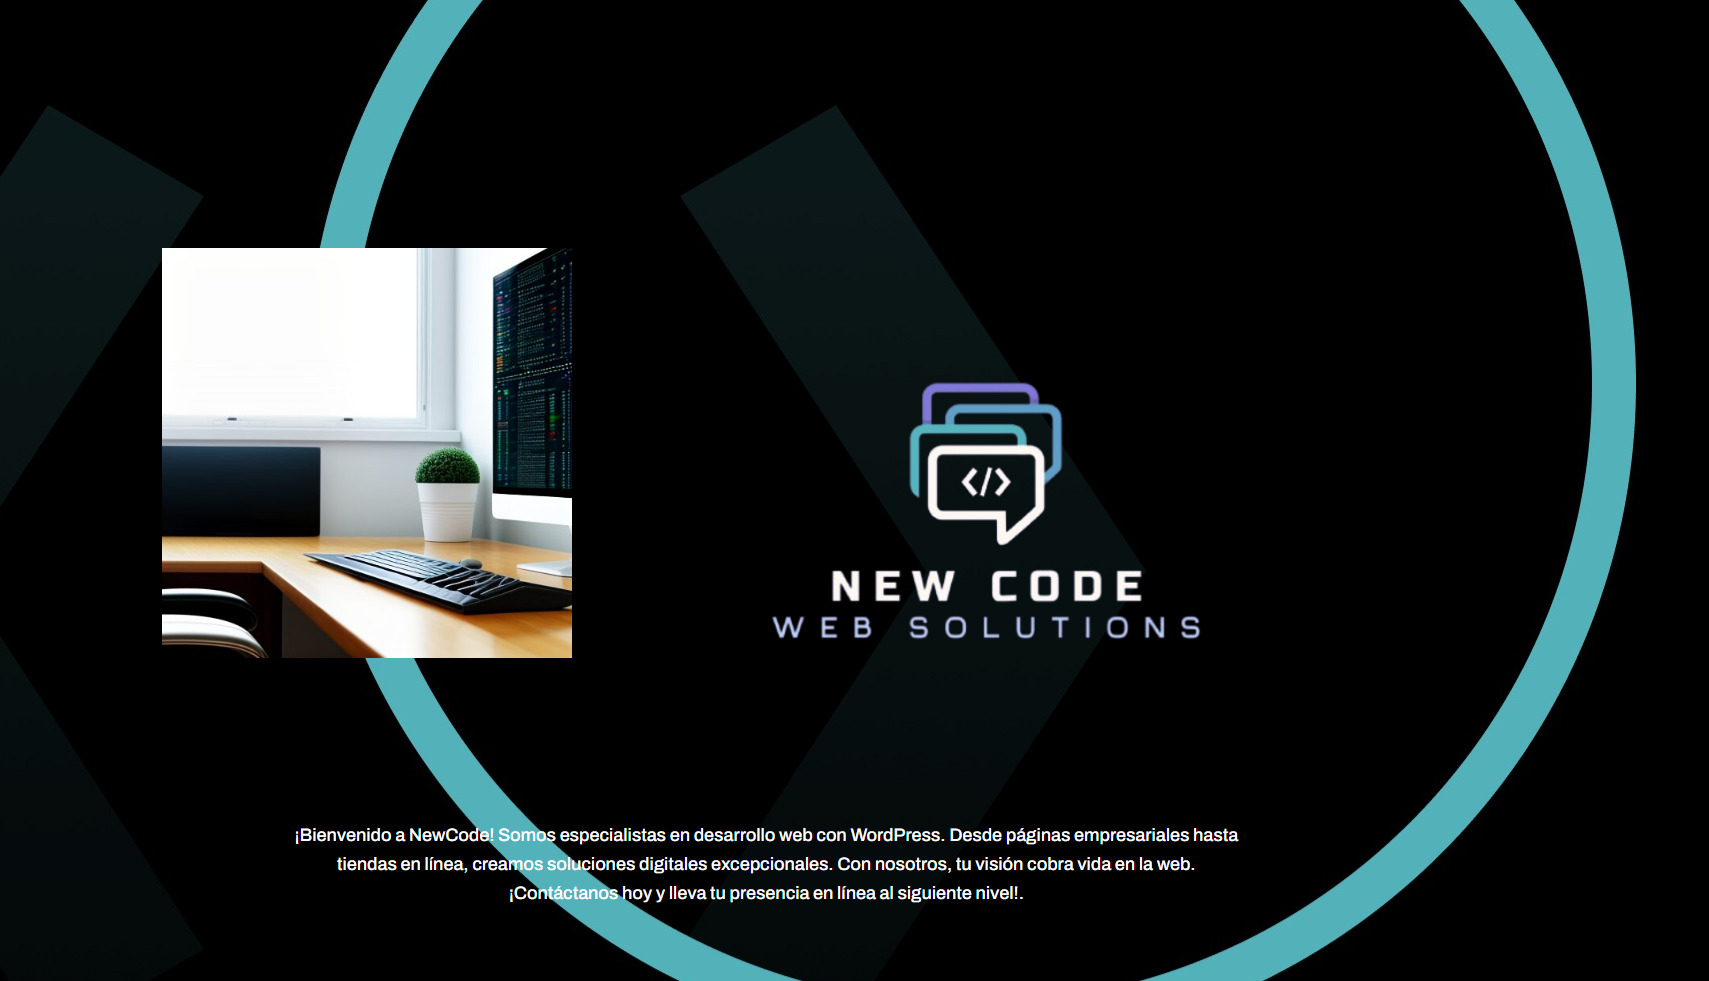 </>
NEW CODE
WEB SOLUTIONS
¡Bienvenido a NewCode! Somos especialistas en desarrollo web con WordPress. Desde páginas empresariales hasta
tiendas en línea, creamos soluciones digitales excepcionales. Con nosotros, tu visión cobra vida en la web.
¡Contáctanos hoy y lleva tu presencia en línea al siguiente nivel!.